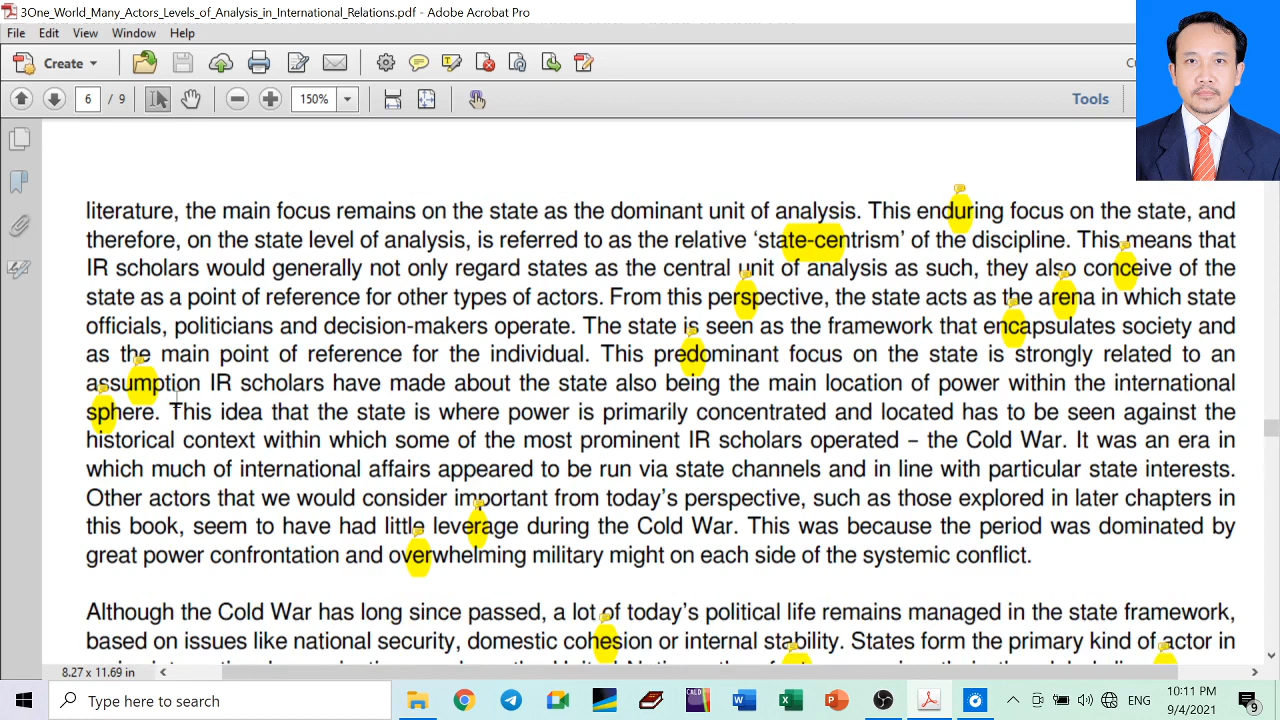 3One_World_Many_Actors_Levels_of_Analysis_in_International_Relations.pdf - Adobe Acrobat Pro
File Edit View Window Help
Create
6 / 9 150% Tools
literature, the main focus remains on the state as the dominant unit of analysis. This enduring focus on the state, and
therefore, on the state level of analysis, is referred to as the relative ‘state-centrism’ of the discipline. This means that
IR scholars would generally not only regard states as the central unit of analysis as such, they also conceive of the
state as a point of reference for other types of actors. From this perspective, the state acts as the arena in which state
officials, politicians and decision-makers operate. The state is seen as the framework that encapsulates society and
as the main point of reference for the individual. This predominant focus on the state is strongly related to an
assumption IR scholars have made about the state also being the main location of power within the international
sphere. This idea that the state is where power is primarily concentrated and located has to be seen against the
historical context within which some of the most prominent IR scholars operated – the Cold War. It was an era in
which much of international affairs appeared to be run via state channels and in line with particular state interests.
Other actors that we would consider important from today’s perspective, such as those explored in later chapters in
this book, seem to have had little leverage during the Cold War. This was because the period was dominated by
great power confrontation and overwhelming military might on each side of the systemic conflict.
Although the Cold War has long since passed, a lot of today’s political life remains managed in the state framework,
based on issues like national security, domestic cohesion or internal stability. States form the primary kind of actor in
8.27 x 11.69 in
Type here to search
CALD
ENG
10:11 PM
9/4/2021
9